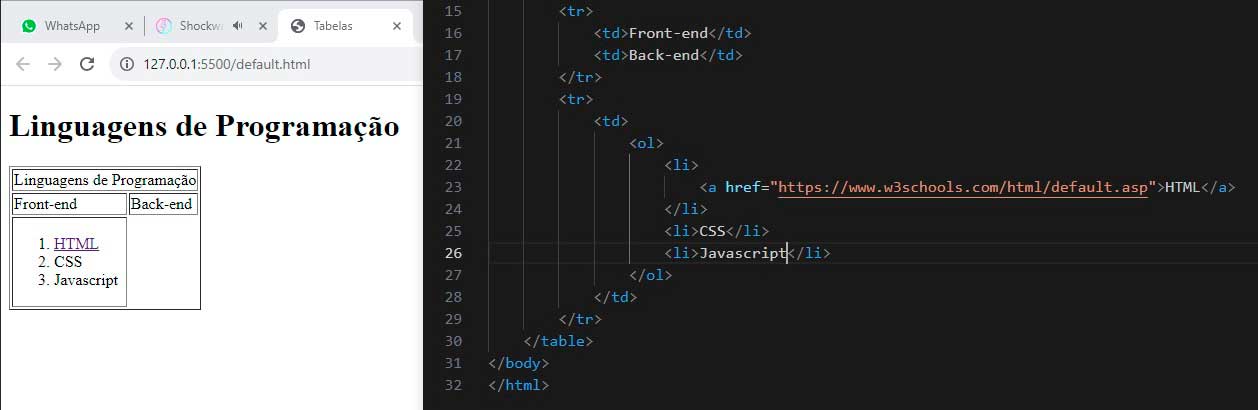 WhatsApp
Shockwa
Tabelas
127.0.0.1:5500/default.html
Linguagens de Programação
Linguagens de Programação
Front-end Back-end
1. HTML
2. CSS
3. Javascript
15 <tr>
16 <td>Front-end</td>
17 <td>Back-end</td>
18 </tr>
19 <tr>
20 <td>
21 <ol>
22 <li>
23 <a href="https://www.w3schools.com/html/default.asp">HTML</a>
24 </li>
25 <li>CSS</li>
26 <li>Javascript</li>
27 </ol>
28 </td>
29 </tr>
30 </table>
31 </body>
32 </html>